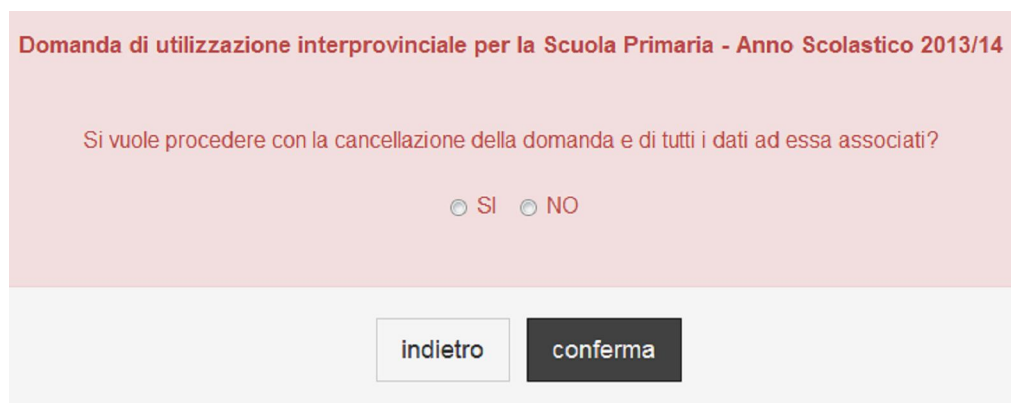 Domanda di utilizzazione interprovinciale per la Scuola Primaria - Anno Scolastico 2013/14
Si vuole procedere con la cancellazione della domanda e di tutti i dati ad essa associati?
SI NO
indietro conferma